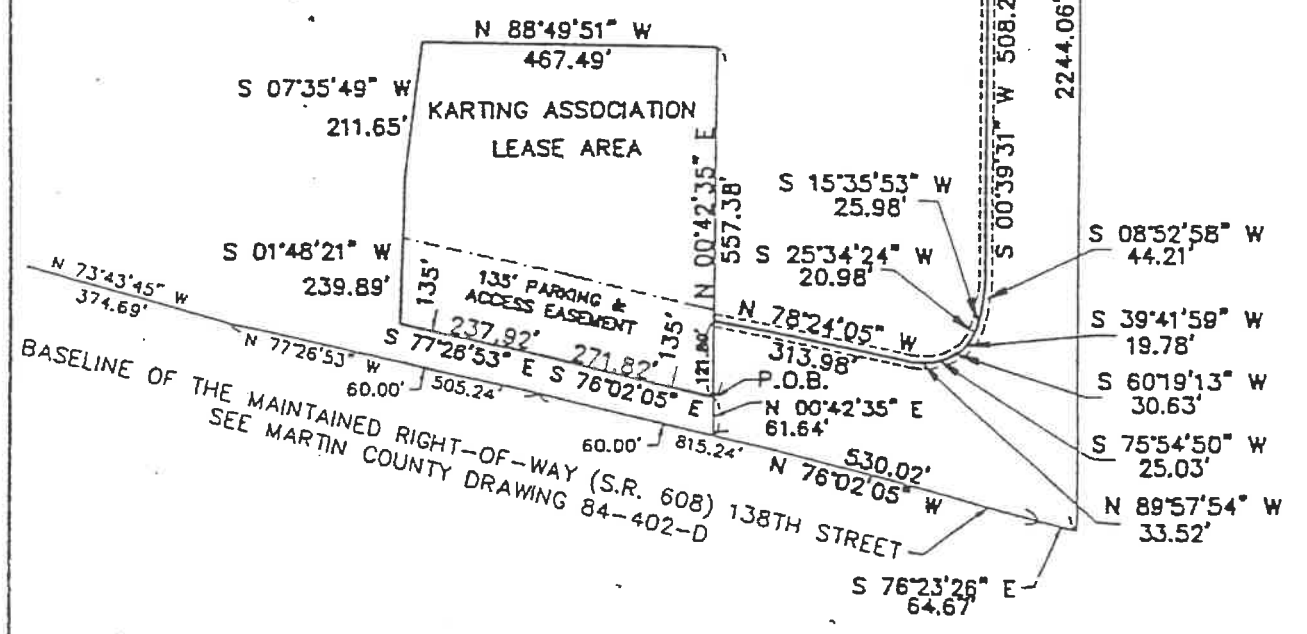 N 88°49'51" W
467.49'
S 07°35'49" W
211.65'
KARTING ASSOCIATION
LEASE AREA
N 00°42'35" E
557.38'
S 00°39'31" W 508.2
2244.06'
S 15°35'53" W
25.98'
S 25°34'24" W
20.98'
S 08°52'58" W
44.21'
S 01°48'21" W
239.89'
135'
135' PARKING &
ACCESS EASEMENT
135'
N 73°43'45" W
374.69'
N 78°24'05" W
313.98'
S 39°41'59" W
19.78'
237.92'
271.82'
121.60'
P.O.B.
S 60°19'13" W
30.63'
N 77°26'53" W
S 77°26'53" E
S 76°02'05" E
60.00'
505.24'
N 00°42'35" E
61.64'
S 75°54'50" W
25.03'
60.00'
815.24'
530.02'
N 76°02'05" W
N 89°57'54" W
33.52'
BASELINE OF THE MAINTAINED RIGHT-OF-WAY (S.R. 608) 138TH STREET
SEE MARTIN COUNTY DRAWING 84-402-D
S 76°23'26" E
64.67'